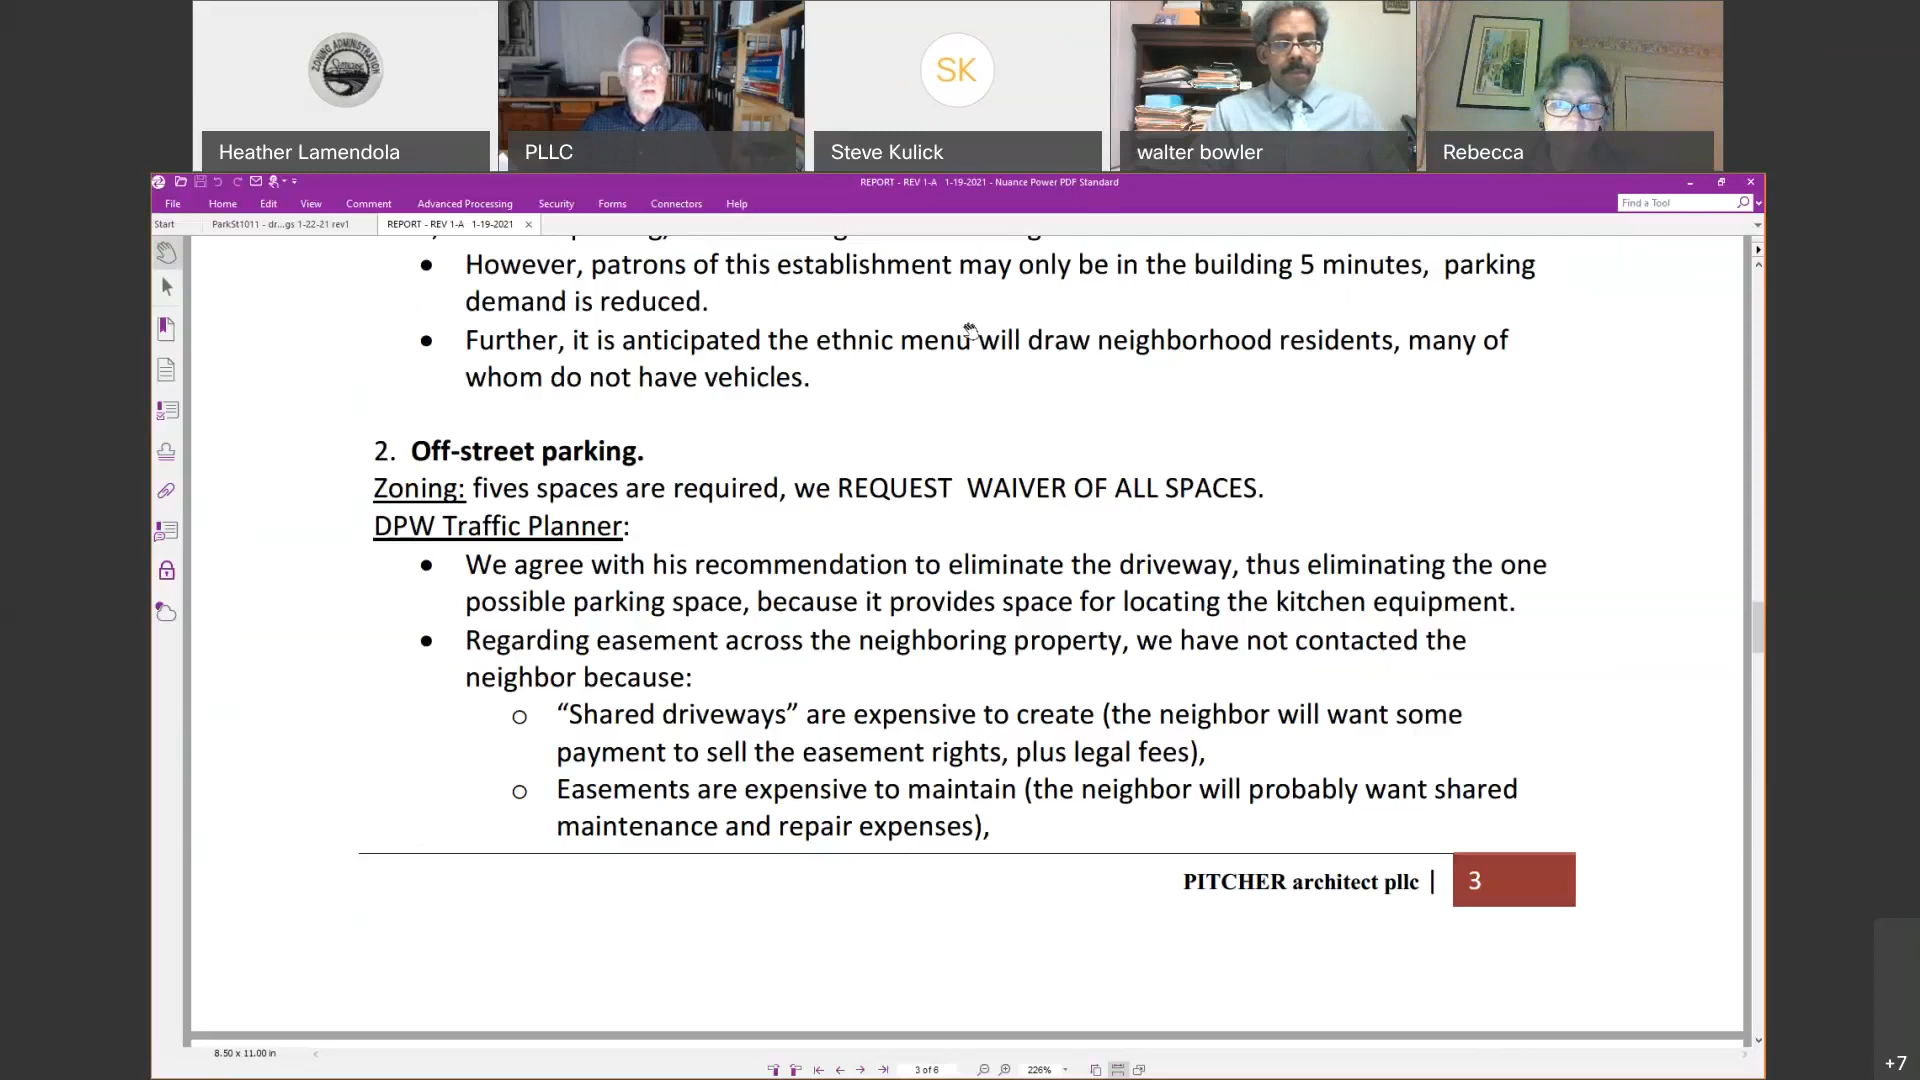 ZONING ADMINISTRATION
SK
Heather Lamendola
PLLC
Steve Kulick
walter bowler
Rebecca
REPORT - REV 1-A 1-19-2021 - Nuance Power PDF Standard
File Home Edit View Comment Advanced Processing Security Forms Connectors Help
Find a Tool
Start ParkSt1011 - dr...gs 1-22-21 rev1 REPORT - REV 1-A 1-19-2021
• However, patrons of this establishment may only be in the building 5 minutes, parking
demand is reduced.
• Further, it is anticipated the ethnic menu will draw neighborhood residents, many of
whom do not have vehicles.
2. Off-street parking.
Zoning: fives spaces are required, we REQUEST WAIVER OF ALL SPACES.
DPW Traffic Planner:
• We agree with his recommendation to eliminate the driveway, thus eliminating the one
possible parking space, because it provides space for locating the kitchen equipment.
• Regarding easement across the neighboring property, we have not contacted the
neighbor because:
o “Shared driveways” are expensive to create (the neighbor will want some
payment to sell the easement rights, plus legal fees),
o Easements are expensive to maintain (the neighbor will probably want shared
maintenance and repair expenses),
PITCHER architect pllc | 3
8.50 x 11.00 in
3 of 6
226%
+7